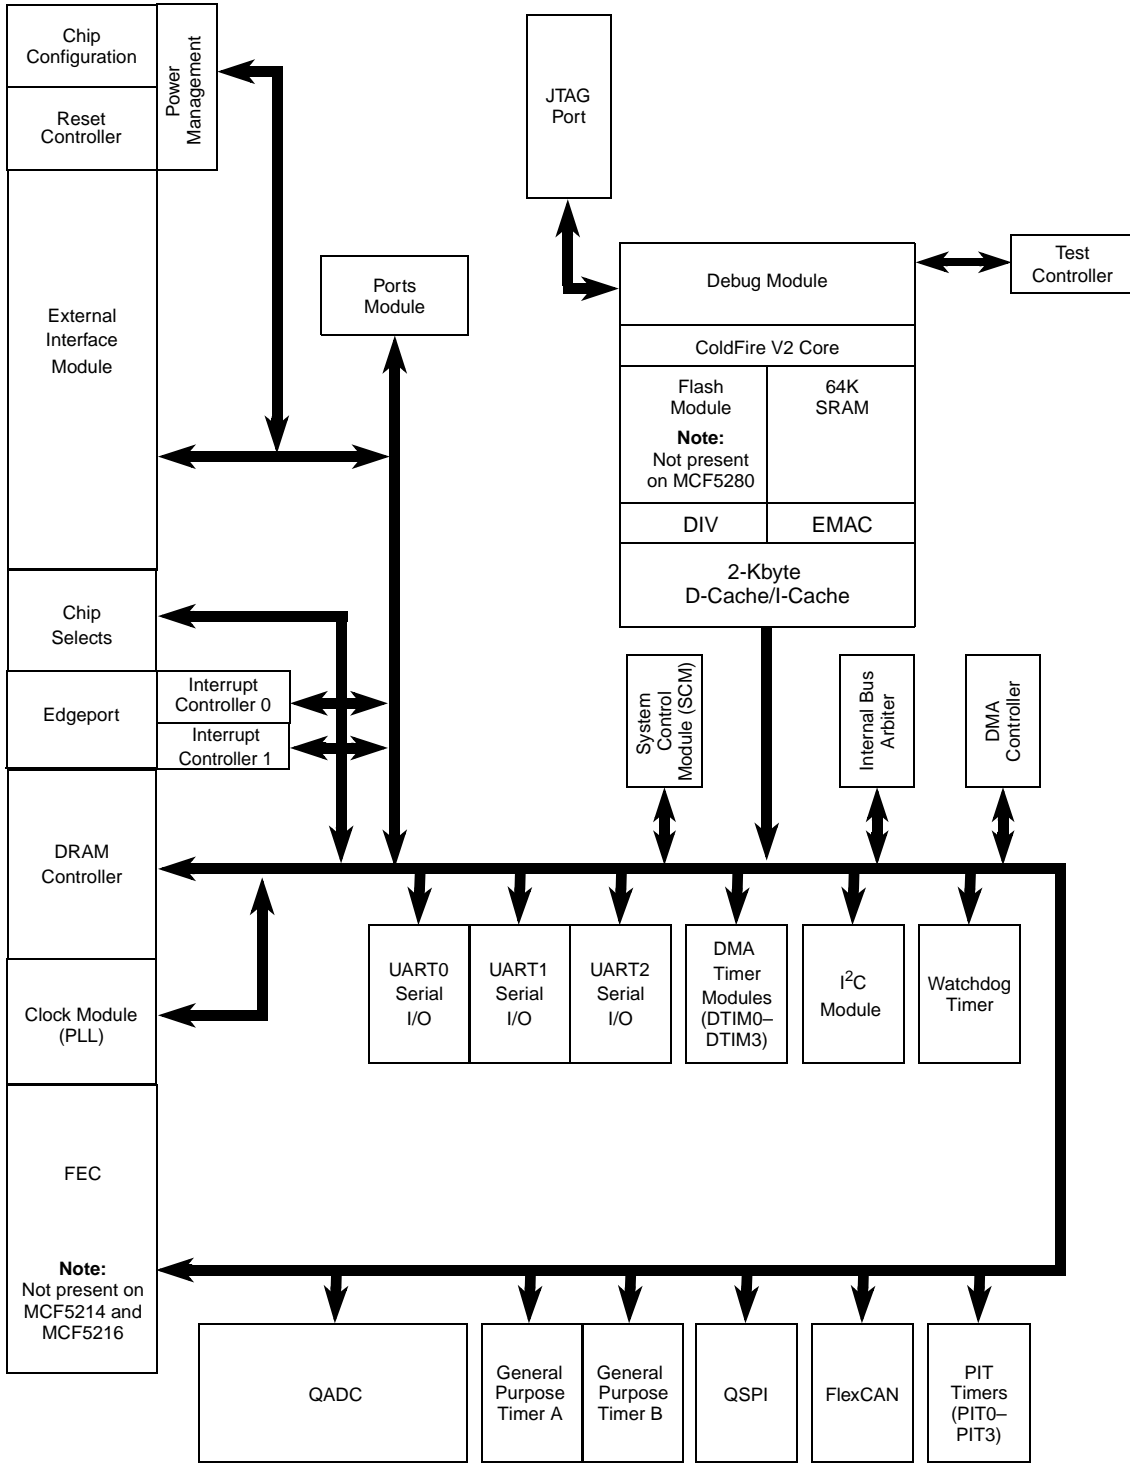 Chip
Configuration
Power
Management
Reset
Controller
External
Interface
Module
JTAG
Port
Ports
Module
Debug Module
Test
Controller
ColdFire V2 Core
Flash
Module
Note:
Not present
on MCF5280
64K
SRAM
DIV
EMAC
2-Kbyte
D-Cache/I-Cache
Chip
Selects
Edgeport
Interrupt
Controller 0
Interrupt
Controller 1
System
Control
Module (SCM)
Internal Bus
Arbiter
DMA
Controller
DRAM
Controller
Clock Module
(PLL)
UART0
Serial
I/O
UART1
Serial
I/O
UART2
Serial
I/O
DMA
Timer
Modules
(DTIM0–
DTIM3)
I²C
Module
Watchdog
Timer
FEC
Note:
Not present on
MCF5214 and
MCF5216
QADC
General
Purpose
Timer A
General
Purpose
Timer B
QSPI
FlexCAN
PIT
Timers
(PIT0–
PIT3)